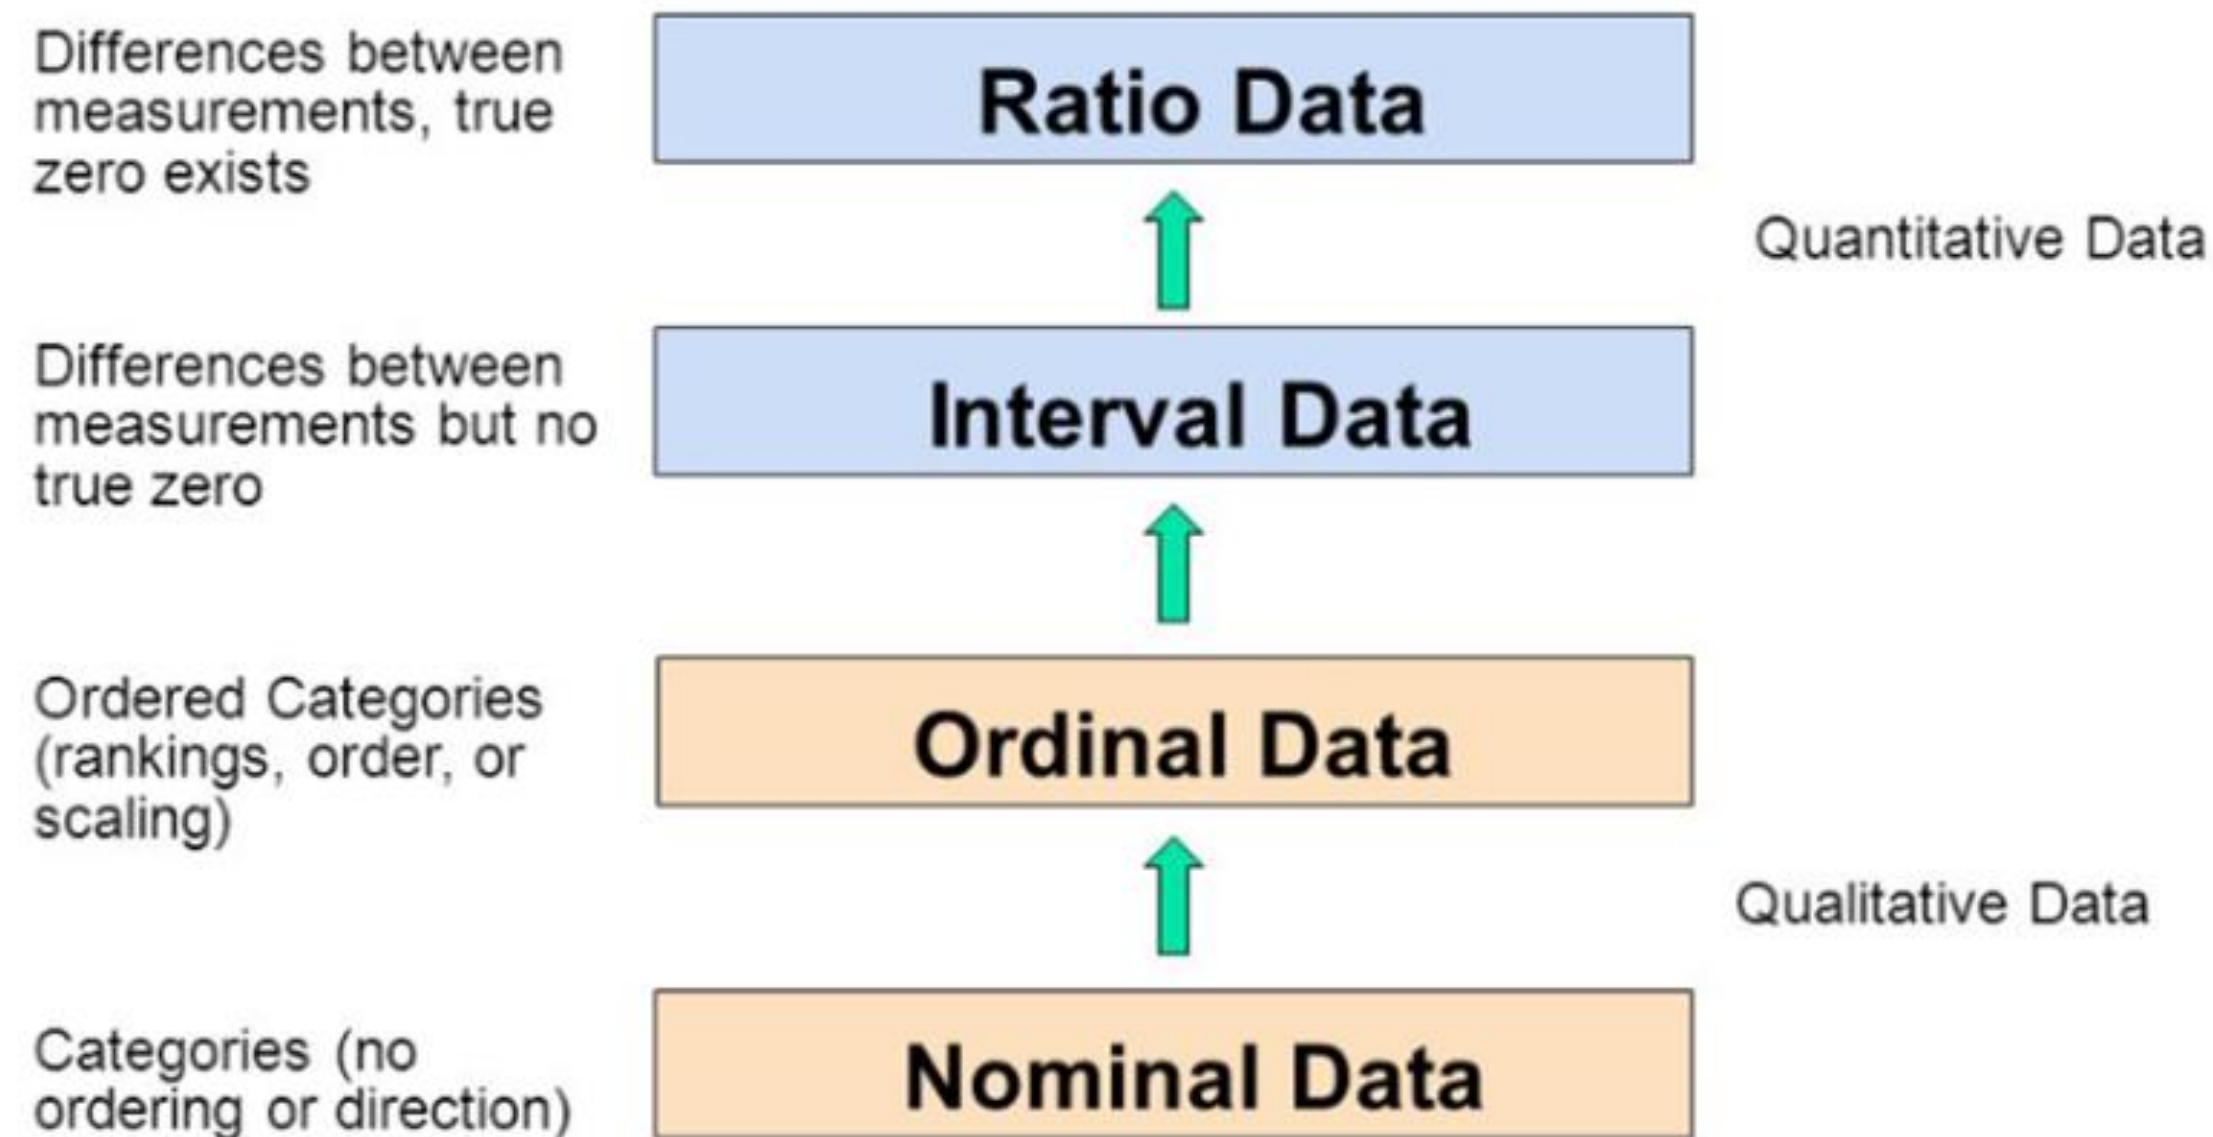 Differences between
measurements, true
zero exists
Ratio Data
Quantitative Data
Differences between
measurements but no
true zero
Interval Data
Ordered Categories
(rankings, order, or
scaling)
Ordinal Data
Qualitative Data
Categories (no
ordering or direction)
Nominal Data